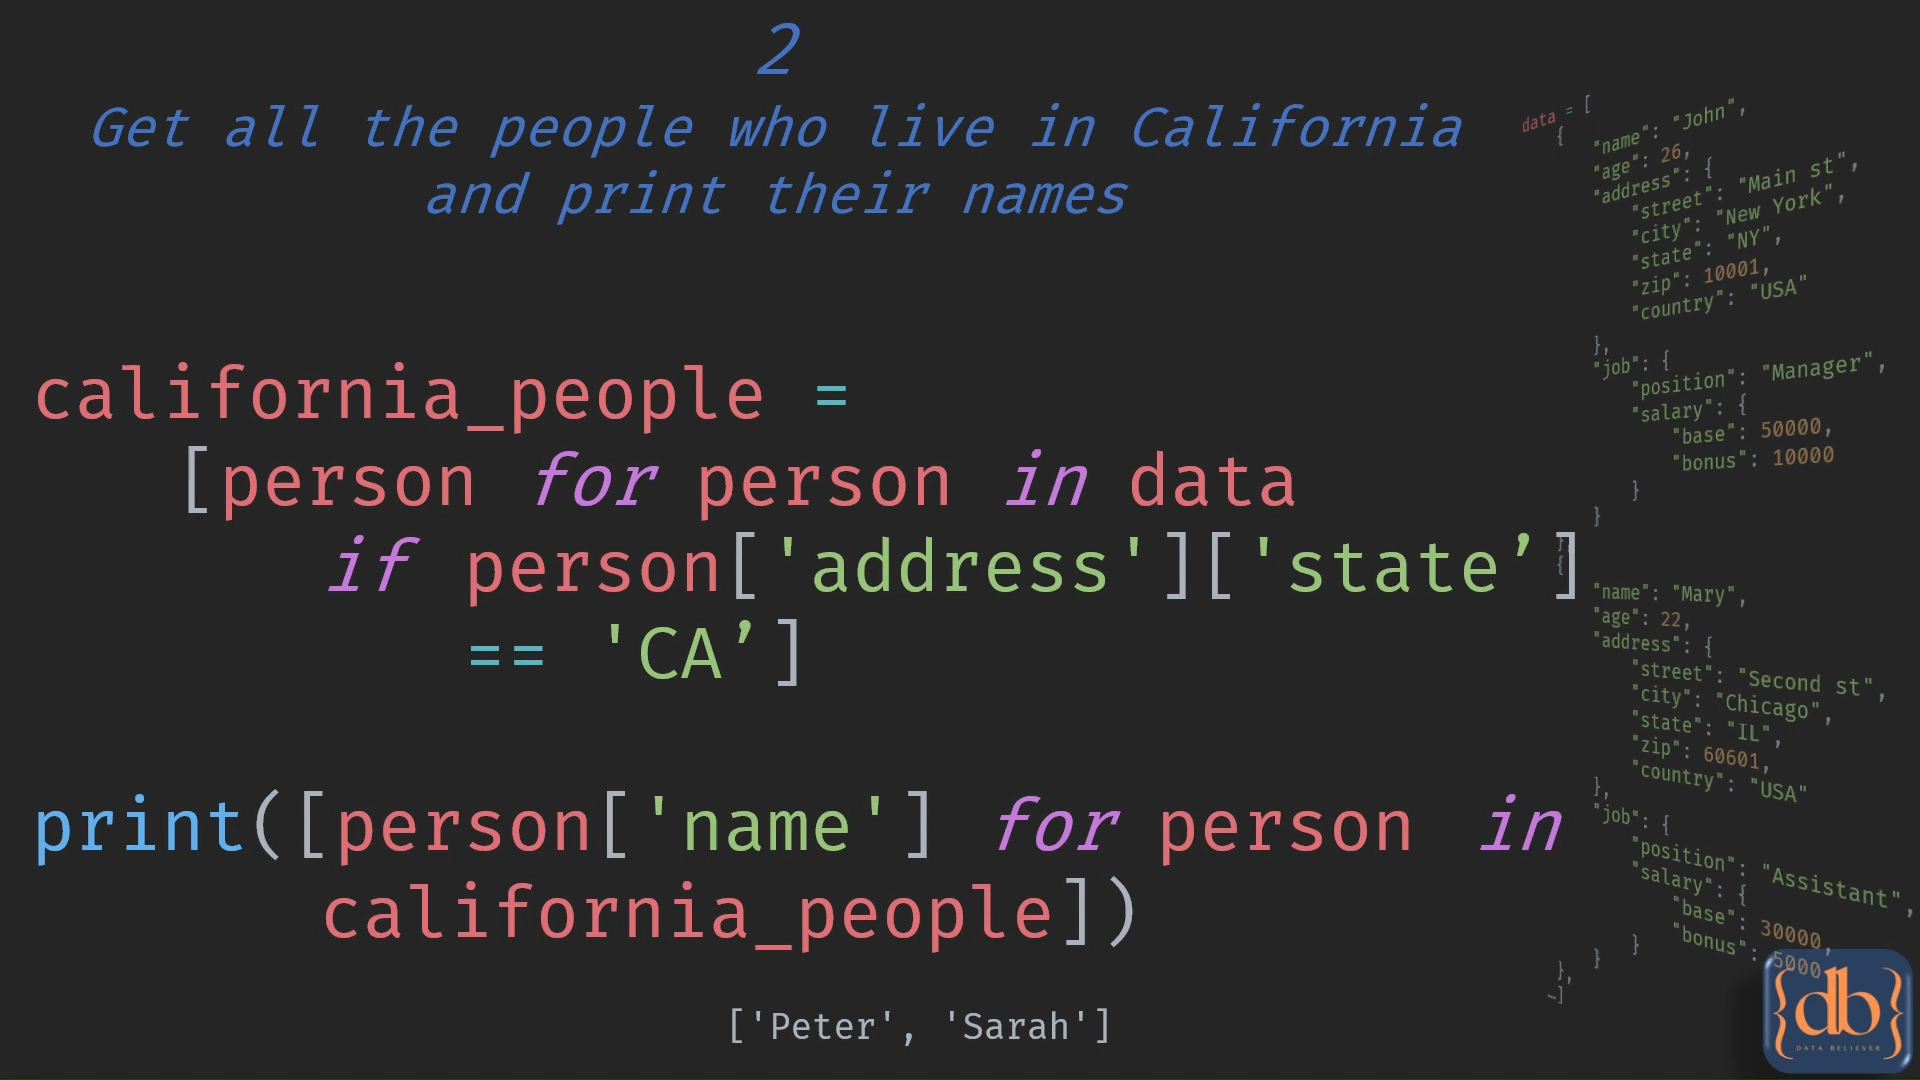 2
Get all the people who live in California
and print their names
california_people =
[person for person in data
if person['address']['state’]
== 'CA’]
print([person['name'] for person in
california_people])
['Peter', 'Sarah']
data = [
{
"name": "John",
"age": 26,
"address": {
"street": "Main st",
"city": "New York",
"state": "NY",
"zip": 10001,
"country": "USA"
},
"job": {
"position": "Manager",
"salary": {
"base": 50000,
"bonus": 10000
}
}
},
{
"name": "Mary",
"age": 22,
"address": {
"street": "Second st",
"city": "Chicago",
"state": "IL",
"zip": 60601,
"country": "USA"
},
"job": {
"position": "Assistant",
"salary": {
"base": 30000,
"bonus": 5000
}
}
},
…]
{db}
DATA BELIEVER